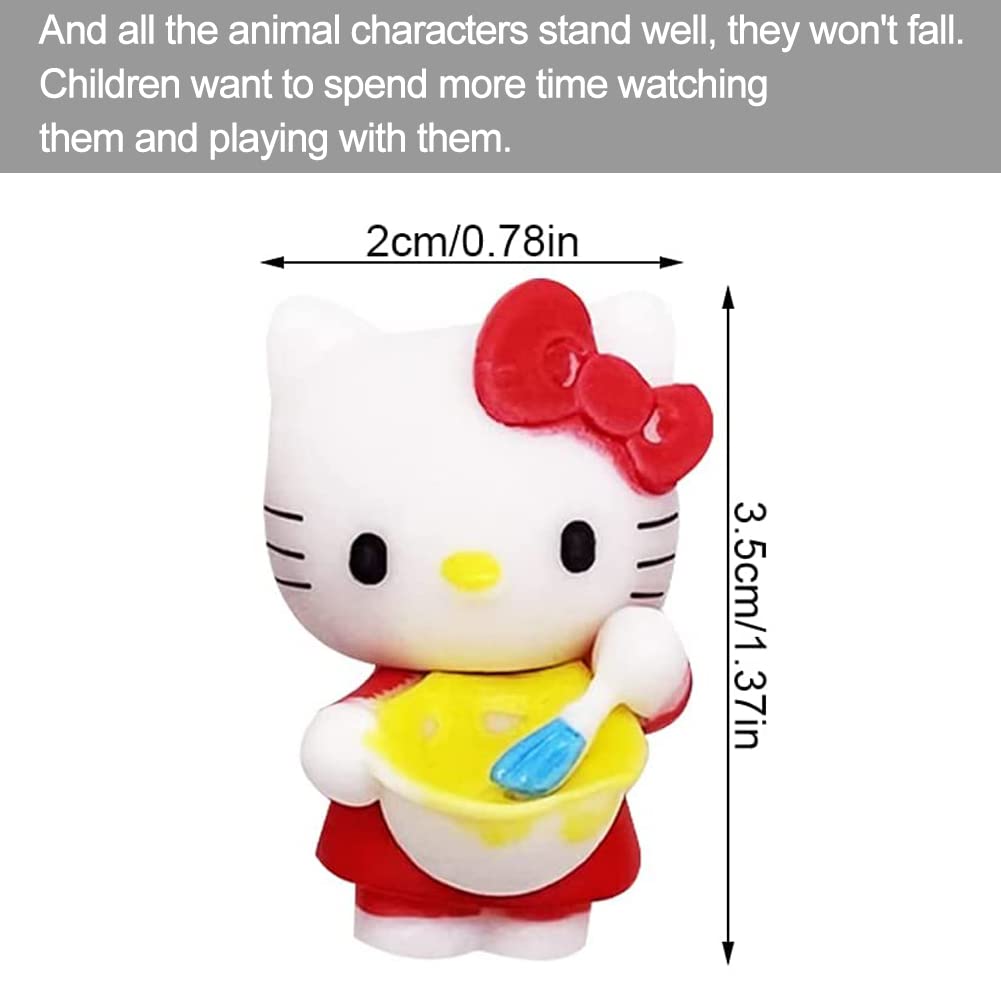 And all the animal characters stand well, they won't fall.
Children want to spend more time watching
them and playing with them.
2cm/0.78in
3.5cm/1.37in